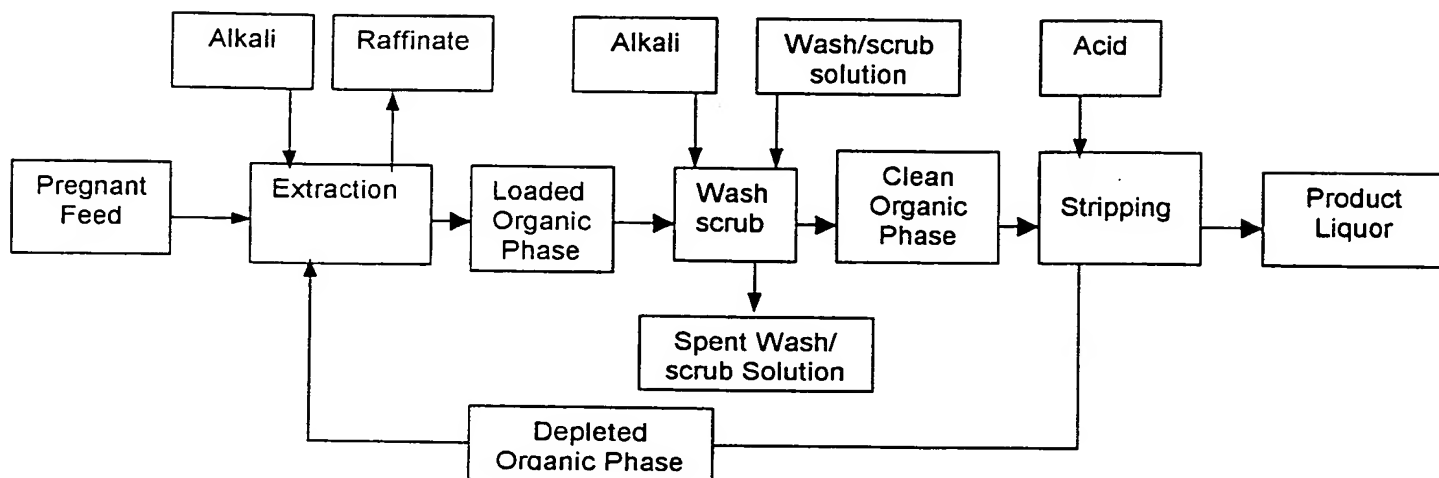 Alkali
Raffinate
Alkali
Wash/scrub
solution
Acid
Pregnant
Feed
Extraction
Loaded
Organic
Phase
Wash
scrub
Clean
Organic
Phase
Stripping
Product
Liquor
Spent Wash/
scrub Solution
Depleted
Organic Phase